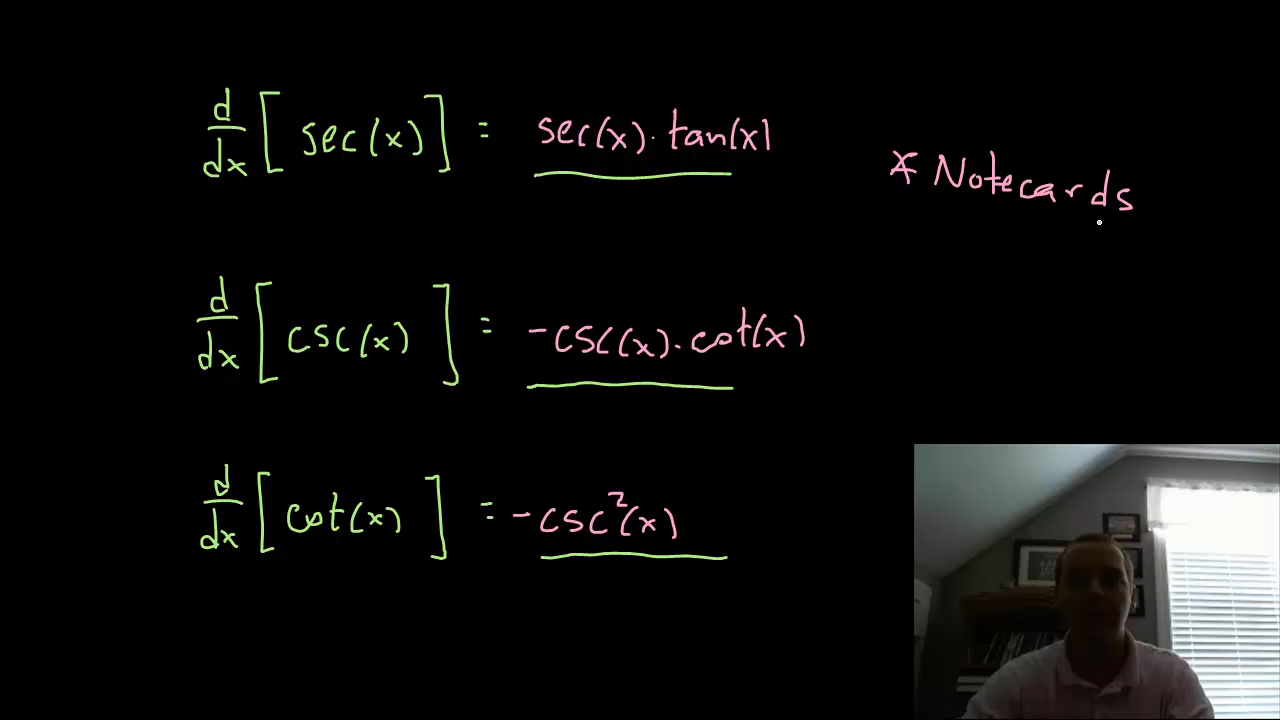 d/dx [sec(x)] = sec(x)·tan(x)
* Notecards
d/dx [csc(x)] = -csc(x)·cot(x)
d/dx [cot(x)] = -csc²(x)